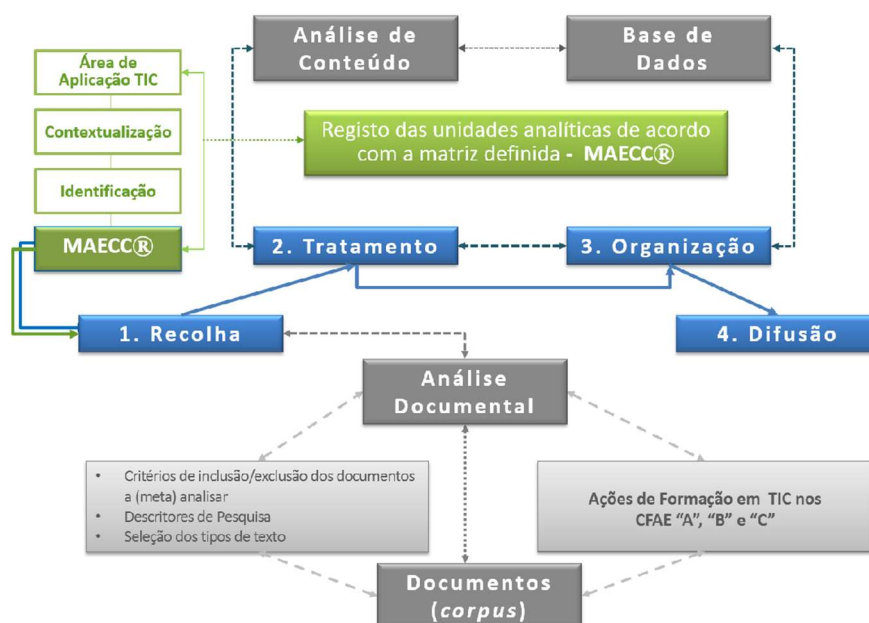 Análise de
Conteúdo
Base de
Dados
Área de
Aplicação TIC
Contextualização
Identificação
MAECC®
Registo das unidades analíticas de acordo
com a matriz definida - MAECC®
2. Tratamento
3. Organização
1. Recolha
4. Difusão
Análise
Documental
• Critérios de inclusão/exclusão dos documentos
a (meta) analisar
• Descritores de Pesquisa
• Seleção dos tipos de texto
Ações de Formação em TIC nos
CFAE “A”, “B” e “C”
Documentos
(corpus)